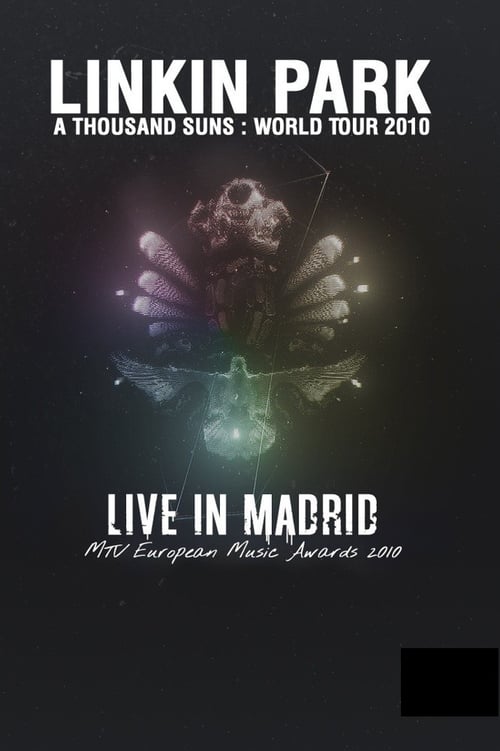 LINKIN PARK
A THOUSAND SUNS : WORLD TOUR 2010
LIVE IN MADRID
MTV European Music Awards 2010